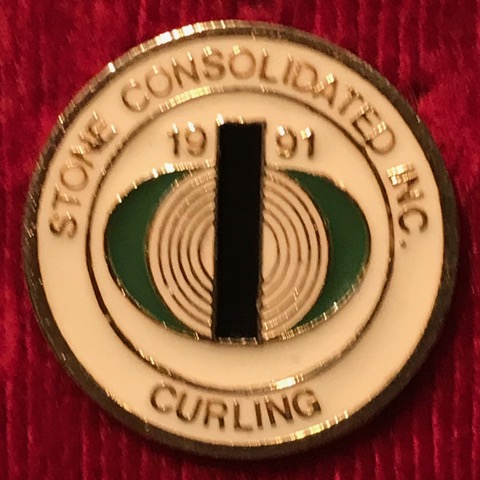 STONE CONSOLIDATED INC.
19 91
CURLING